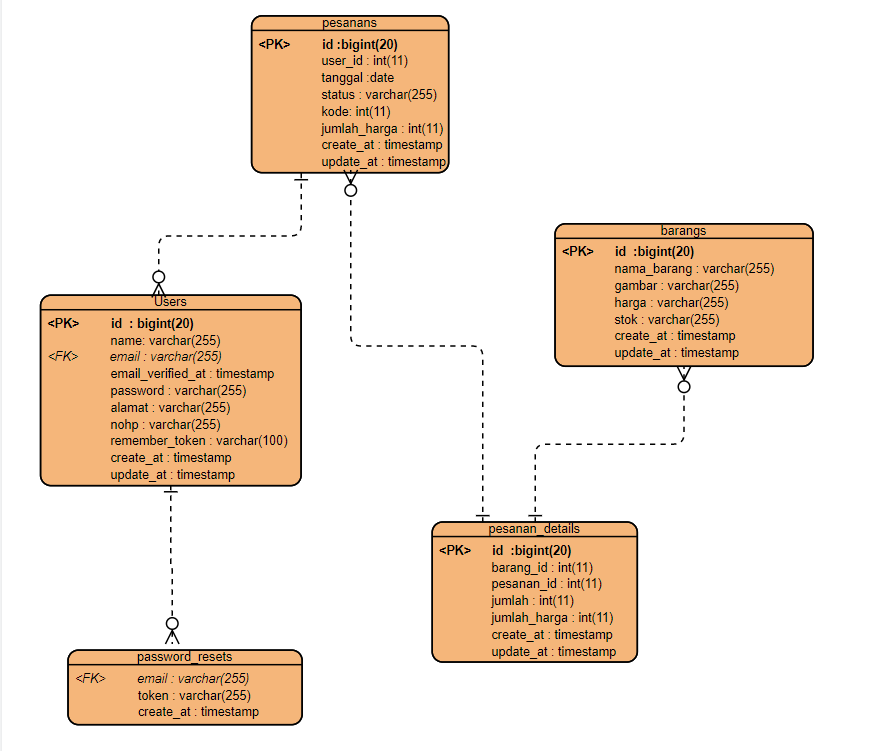 pesanans
<PK> id :bigint(20)
user_id : int(11)
tanggal :date
status : varchar(255)
kode: int(11)
jumlah_harga : int(11)
create_at : timestamp
update_at : timestamp
barangs
<PK> id :bigint(20)
nama_barang : varchar(255)
gambar : varchar(255)
harga : varchar(255)
stok : varchar(255)
create_at : timestamp
update_at : timestamp
Users
<PK> id : bigint(20)
name: varchar(255)
<FK> email : varchar(255)
email_verified_at : timestamp
password : varchar(255)
alamat : varchar(255)
nohp : varchar(255)
remember_token : varchar(100)
create_at : timestamp
update_at : timestamp
pesanan_details
<PK> id :bigint(20)
barang_id : int(11)
pesanan_id : int(11)
jumlah : int(11)
jumlah_harga : int(11)
create_at : timestamp
update_at : timestamp
password_resets
<FK> email : varchar(255)
token : varchar(255)
create_at : timestamp